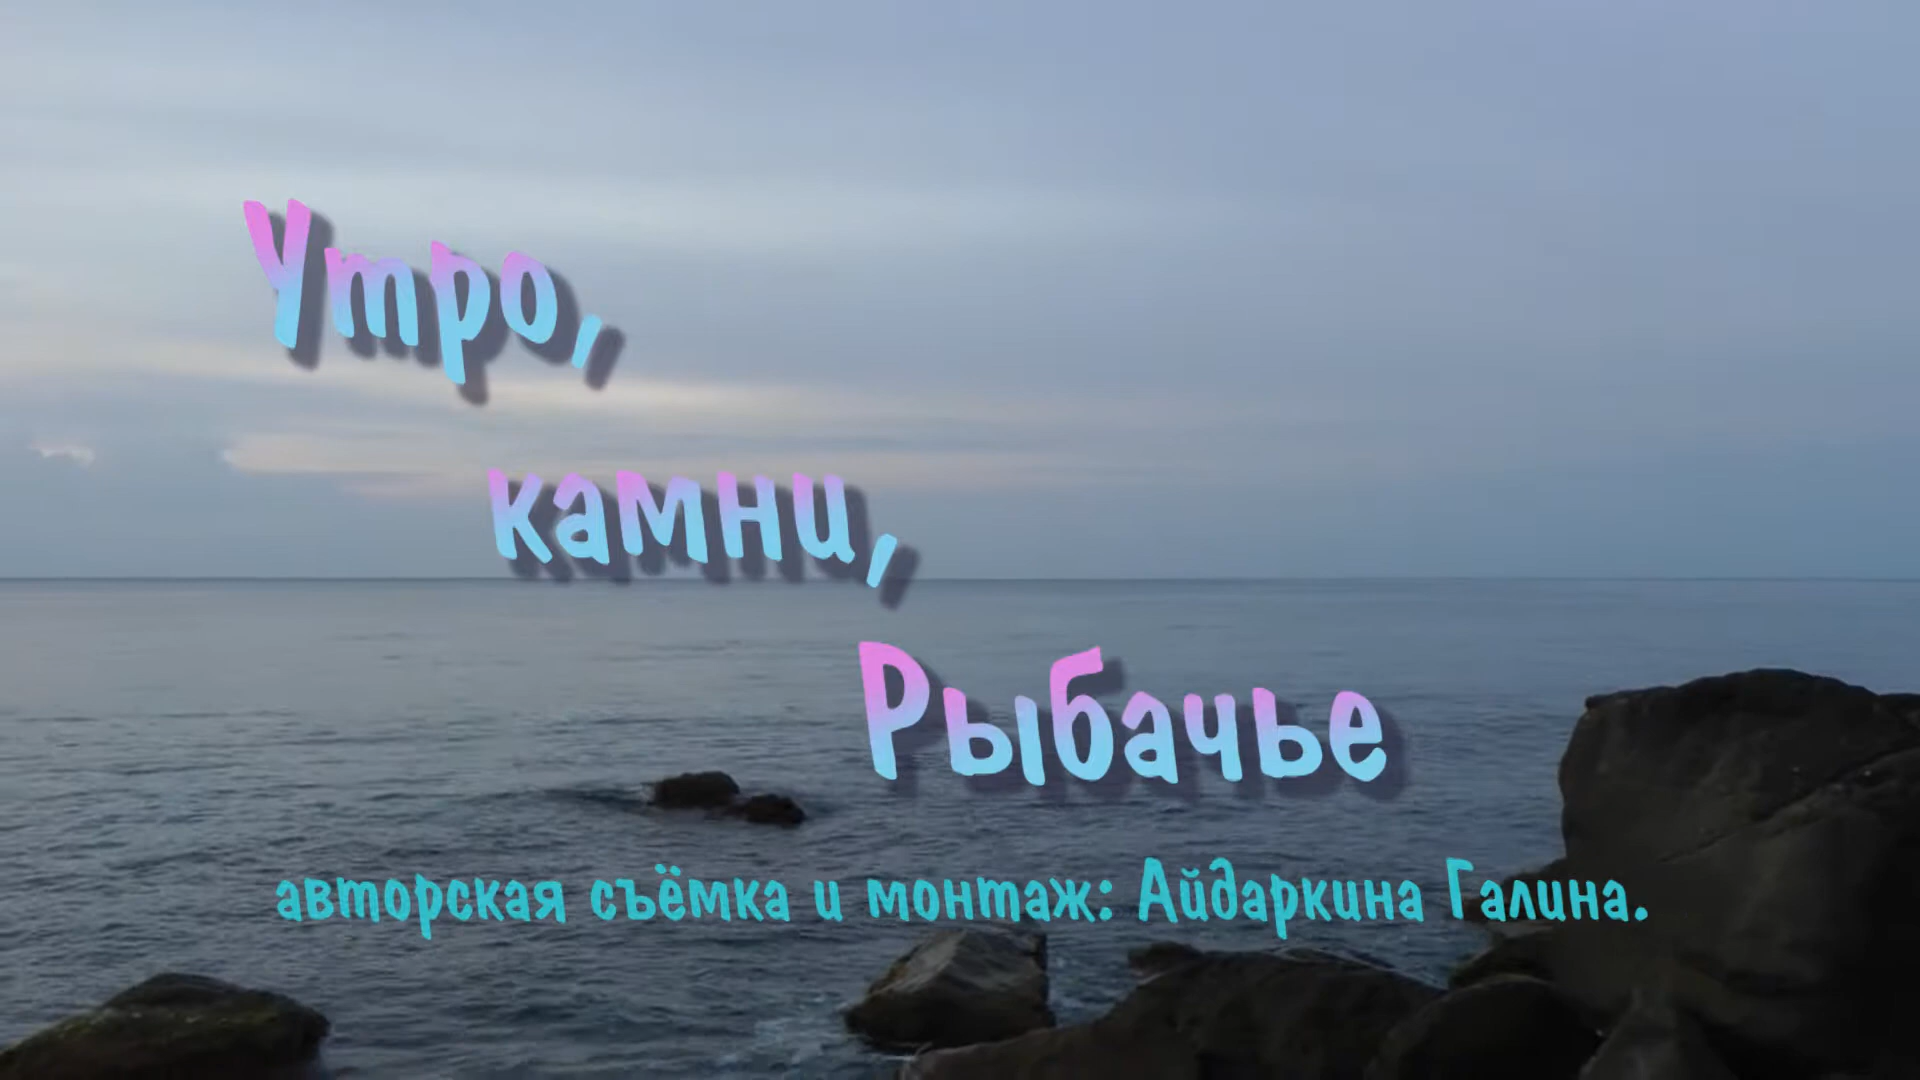 Утро,
камни,
Рыбачье
авторская съёмка и монтаж: Айдаркина Галина.